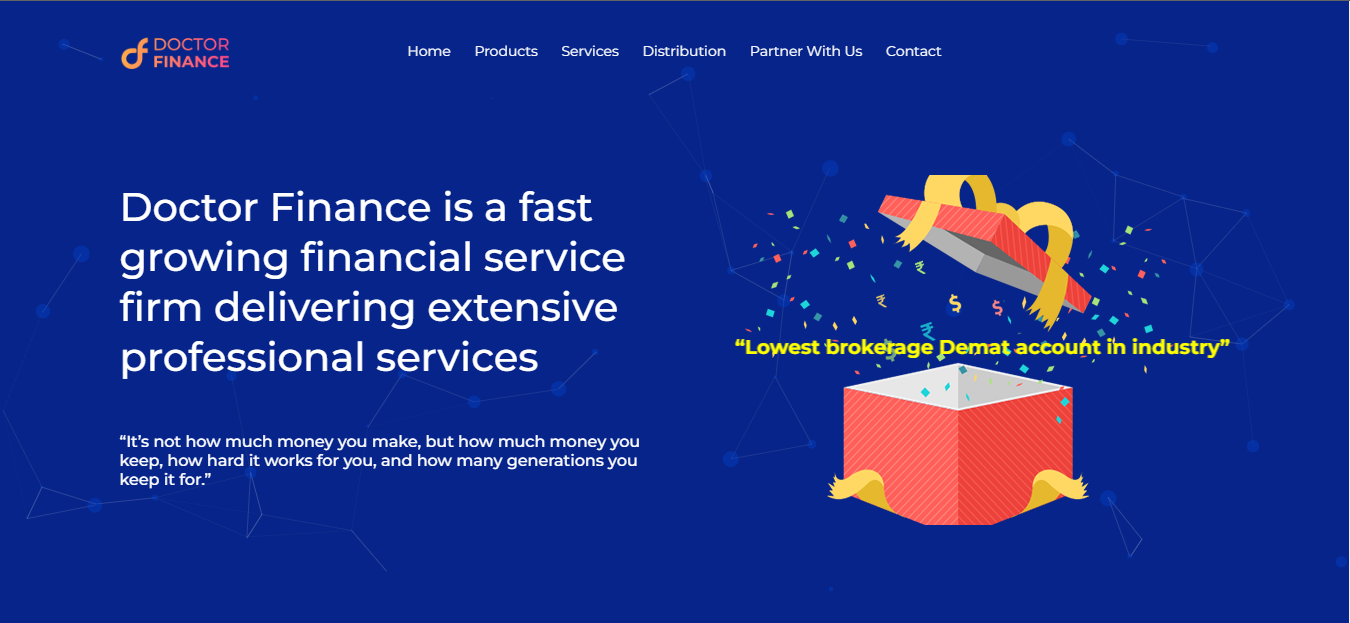 DOCTOR
FINANCE
Home Products Services Distribution Partner With Us Contact
Doctor Finance is a fast
growing financial service
firm delivering extensive
professional services
“It’s not how much money you make, but how much money you
keep, how hard it works for you, and how many generations you
keep it for.”
“Lowest brokerage Demat account in industry”